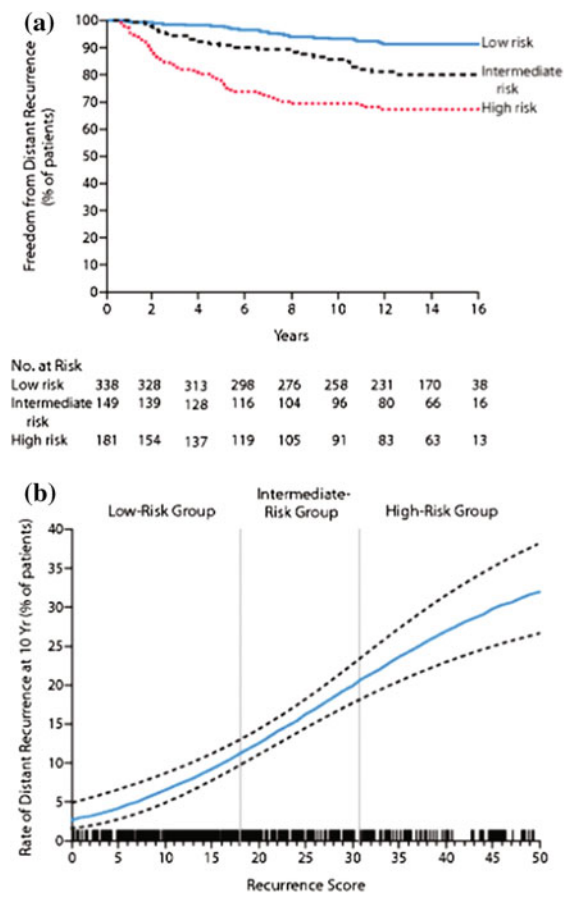 (a)
100
90
80
70
60
50
40
30
20
10
0
Freedom from Distant Recurrence
(% of patients)
Low risk
Intermediate
risk
High risk
0 2 4 6 8 10 12 14 16
Years
No. at Risk
Low risk 338 328 313 298 276 258 231 170 38
Intermediate 149 139 128 116 104 96 80 66 16
risk
High risk 181 154 137 119 105 91 83 63 13
(b)
Low-Risk Group
Intermediate-
Risk Group
High-Risk Group
40
35
30
25
20
15
10
5
0
Rate of Distant Recurrence at 10 Yr (% of patients)
0 5 10 15 20 25 30 35 40 45 50
Recurrence Score